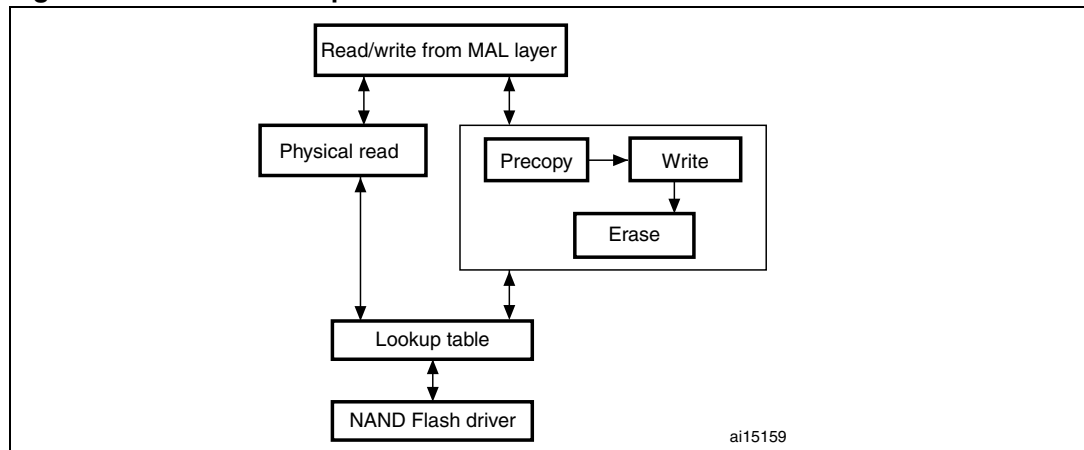 Read/write from MAL layer
Physical read
Precopy
Write
Erase
Lookup table
NAND Flash driver
ai15159